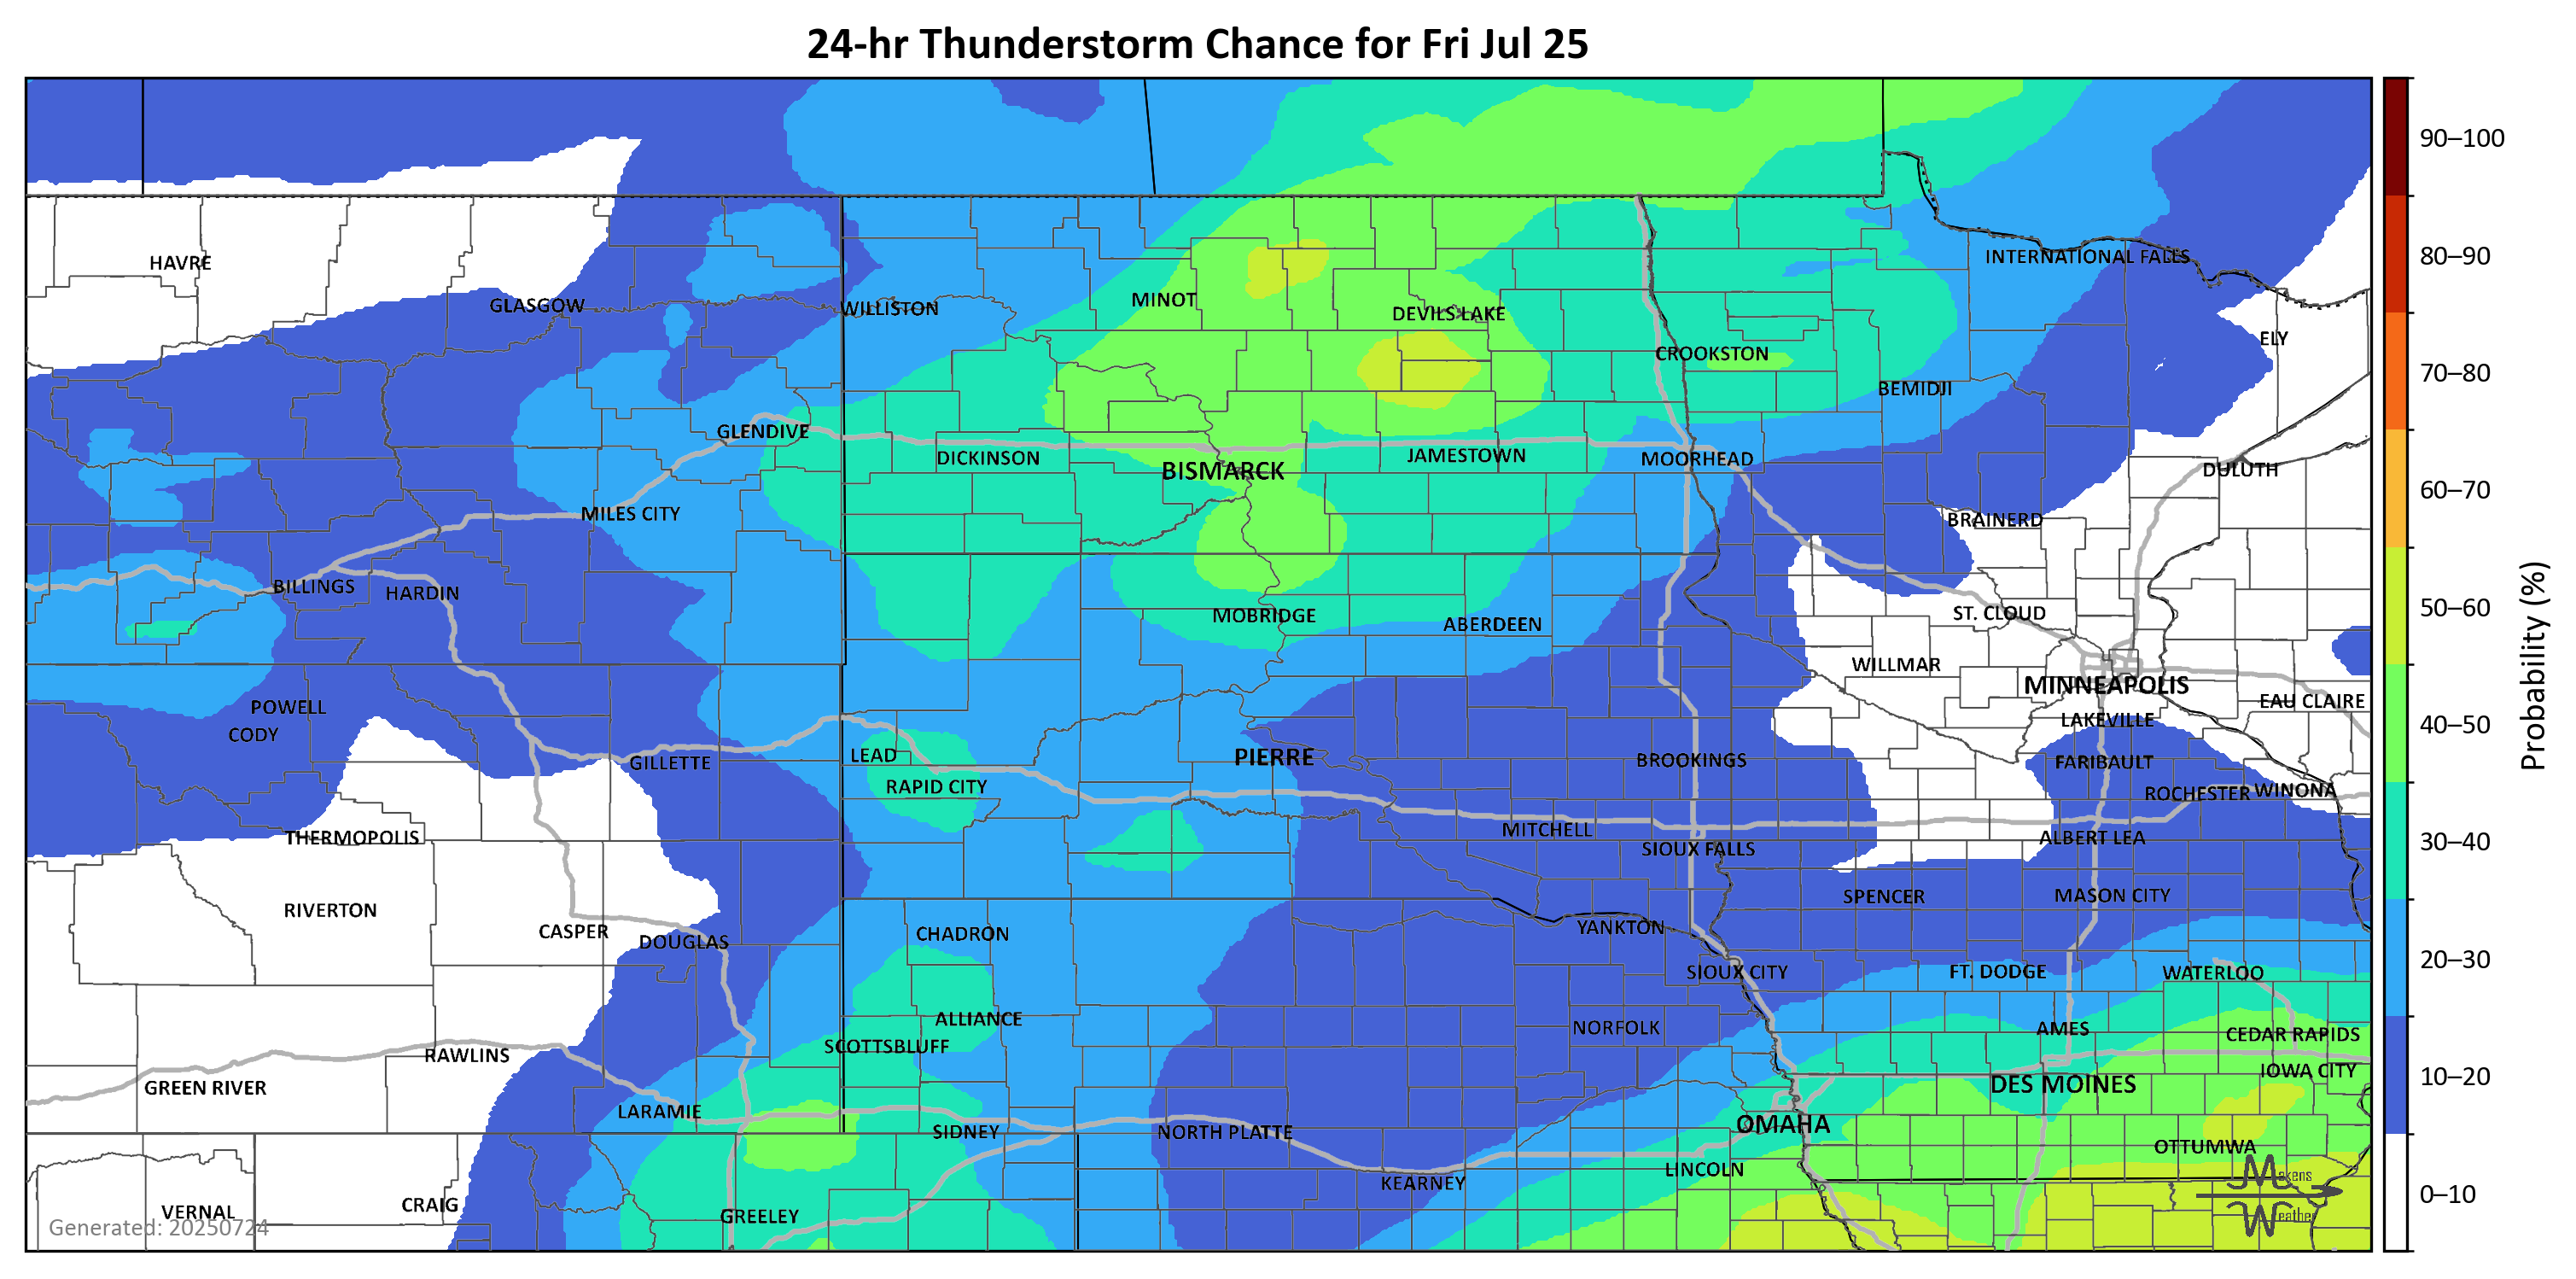 24-hr Thunderstorm Chance for Fri Jul 25
90–100
80–90
70–80
60–70
50–60
40–50
30–40
20–30
10–20
0–10
Probability (%)
HAVRE
INTERNATIONAL FALLS
GLASGOW
WILLISTON
MINOT
DEVILS LAKE
ELY
CROOKSTON
BEMIDJI
GLENDIVE
DICKINSON
BISMARCK
JAMESTOWN
MOORHEAD
DULUTH
MILES CITY
BRAINERD
BILLINGS
HARDIN
MOBRIDGE
ABERDEEN
ST. CLOUD
WILLMAR
MINNEAPOLIS
POWELL
EAU CLAIRE
CODY
LAKEVILLE
LEAD
PIERRE
GILLETTE
BROOKINGS
FARIBAULT
RAPID CITY
ROCHESTER
WINONA
THERMOPOLIS
MITCHELL
ALBERT LEA
SIOUX FALLS
RIVERTON
SPENCER
MASON CITY
CASPER
DOUGLAS
CHADRON
YANKTON
SIOUX CITY
FT. DODGE
WATERLOO
ALLIANCE
NORFOLK
AMES
CEDAR RAPIDS
SCOTTSBLUFF
RAWLINS
GREEN RIVER
DES MOINES
IOWA CITY
LARAMIE
SIDNEY
NORTH PLATTE
OMAHA
OTTUMWA
LINCOLN
KEARNEY
VERNAL
CRAIG
GREELEY
Makens
Weather
Generated: 20250724